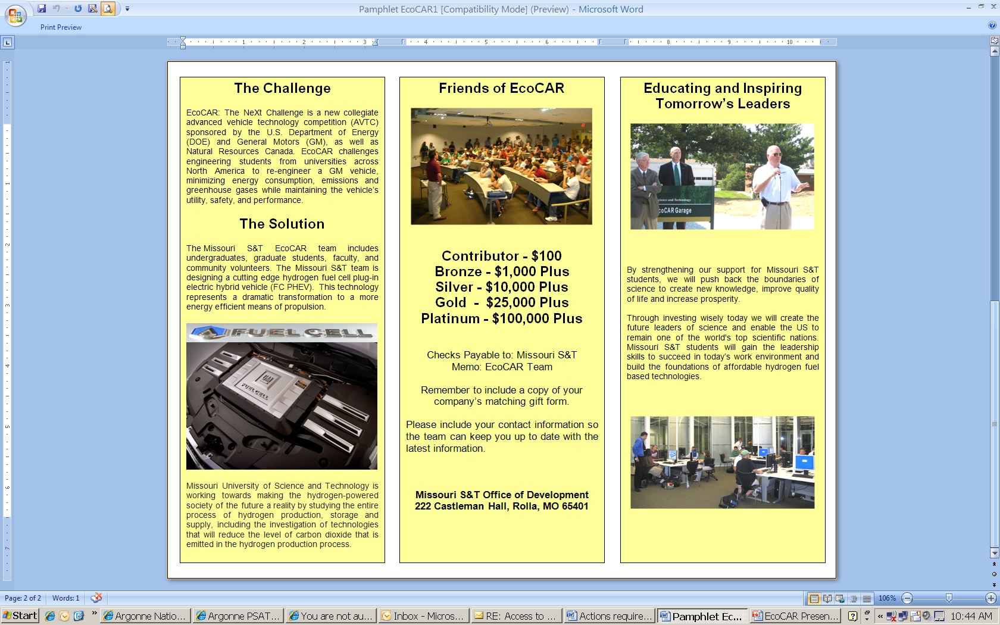 Pamphlet EcoCAR1 [Compatibility Mode] (Preview) - Microsoft Word
Print Preview
The Challenge
EcoCAR: The NeXt Challenge is a new collegiate
advanced vehicle technology competition (AVTC)
sponsored by the U.S. Department of Energy
(DOE) and General Motors (GM), as well as
Natural Resources Canada. EcoCAR challenges
engineering students from universities across
North America to re-engineer a GM vehicle,
minimizing energy consumption, emissions and
greenhouse gases while maintaining the vehicle’s
utility, safety, and performance.
The Solution
The Missouri S&T EcoCAR team includes
undergraduates, graduate students, faculty, and
community volunteers. The Missouri S&T team is
designing a cutting edge hydrogen fuel cell plug-in
electric hybrid vehicle (FC PHEV). This technology
represents a dramatic transformation to a more
energy efficient means of propulsion.
FUEL CELL
GM
FUEL CELL
Missouri University of Science and Technology is
working towards making the hydrogen-powered
society of the future a reality by studying the entire
process of hydrogen production, storage and
supply, including the investigation of technologies
that will reduce the level of carbon dioxide that is
emitted in the hydrogen production process.
Friends of EcoCAR
Contributor - $100
Bronze - $1,000 Plus
Silver - $10,000 Plus
Gold - $25,000 Plus
Platinum - $100,000 Plus
Checks Payable to: Missouri S&T
Memo: EcoCAR Team
Remember to include a copy of your
company’s matching gift form.
Please include your contact information so
the team can keep you up to date with the
latest information.
Missouri S&T Office of Development
222 Castleman Hall, Rolla, MO 65401
Educating and Inspiring
Tomorrow’s Leaders
ience and Technology
coCAR Garage
By strengthening our support for Missouri S&T
students, we will push back the boundaries of
science to create new knowledge, improve quality
of life and increase prosperity.
Through investing wisely today we will create the
future leaders of science and enable the US to
remain one of the world's top scientific nations.
Missouri S&T students will gain the leadership
skills to succeed in today’s work environment and
build the foundations of affordable hydrogen fuel
based technologies.
Page: 2 of 2 Words: 1 106%
Start Argonne Natio... Argonne PSAT... You are not au... Inbox - Micros... RE: Access to ... Actions require... Pamphlet Ec... EcoCAR Presen... 10:44 AM